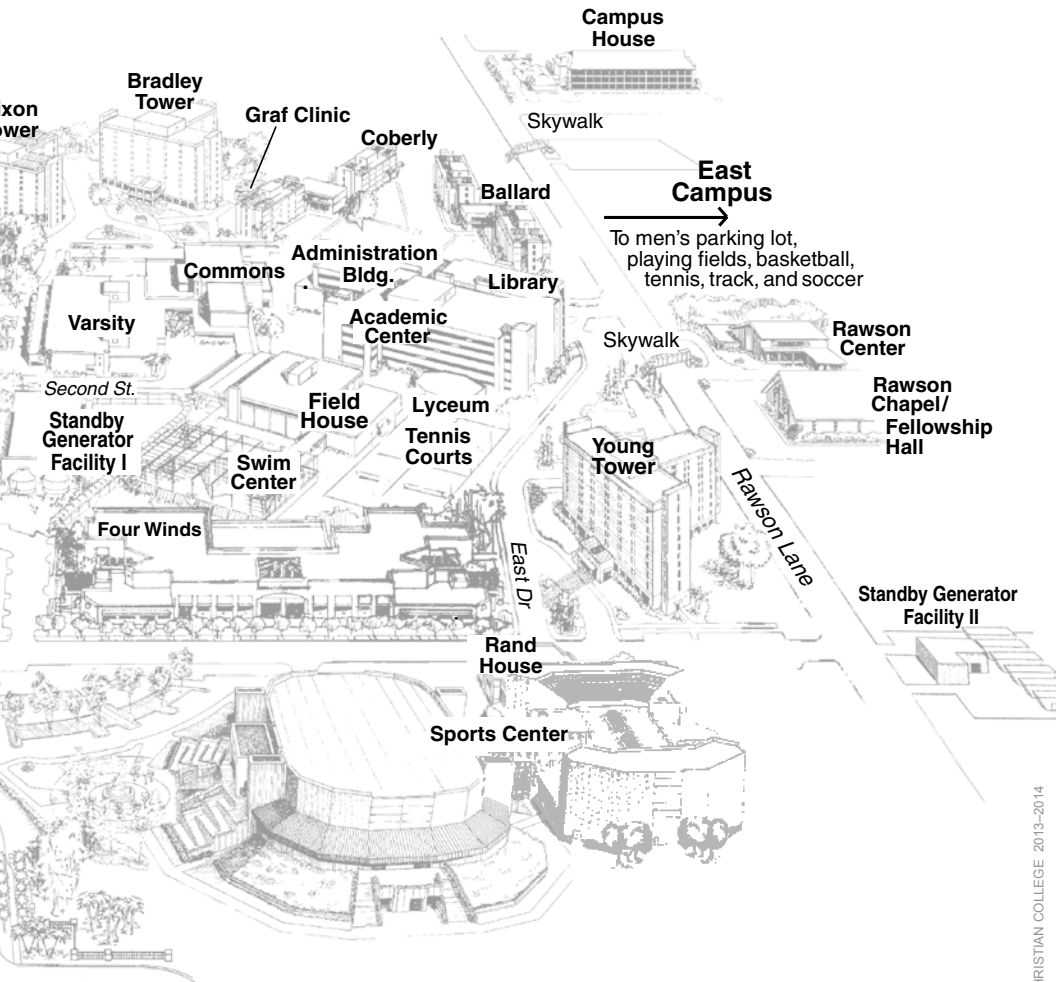 Campus
House
Bradley
Tower
ixon
ower
Graf Clinic
Coberly
Skywalk
East
Campus
Ballard
To men's parking lot,
playing fields, basketball,
tennis, track, and soccer
Administration
Bldg.
Commons
Library
Varsity
Academic
Center
Skywalk
Rawson
Center
Second St.
Rawson
Chapel/
Fellowship
Hall
Field
House
Lyceum
Standby
Generator
Facility I
Tennis
Courts
Swim
Center
Young
Tower
Rawson Lane
Four Winds
East Dr
Standby Generator
Facility II
Rand
House
Sports Center
HRISTIAN COLLEGE 2013–2014